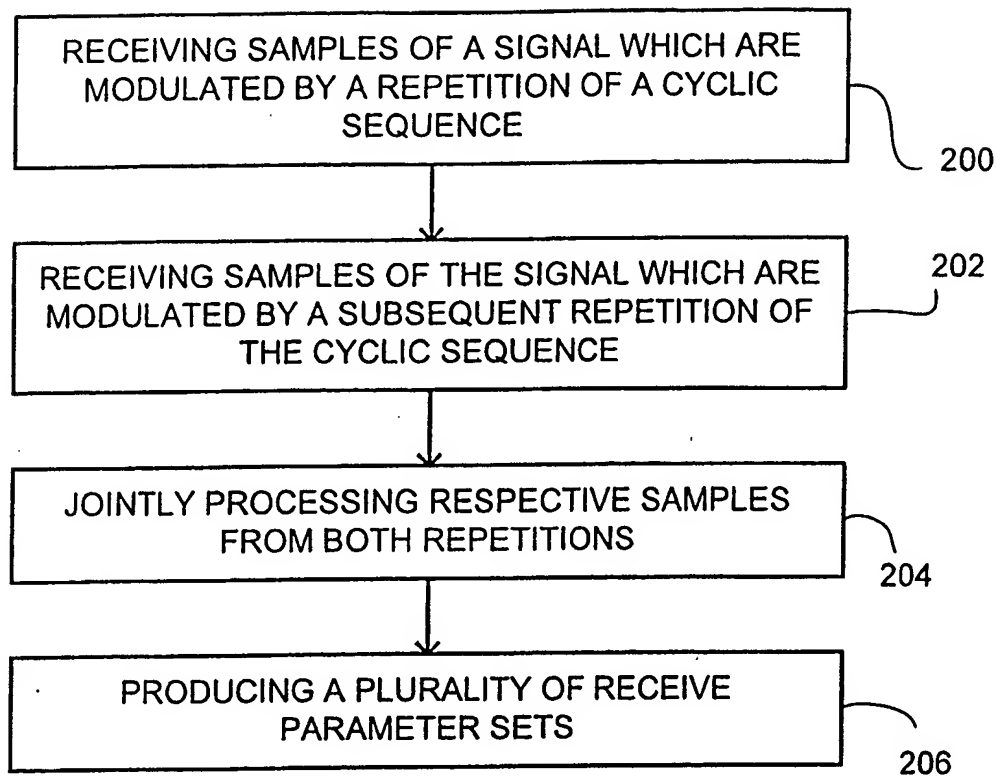 RECEIVING SAMPLES OF A SIGNAL WHICH ARE
MODULATED BY A REPETITION OF A CYCLIC
SEQUENCE
200
RECEIVING SAMPLES OF THE SIGNAL WHICH ARE
MODULATED BY A SUBSEQUENT REPETITION OF
THE CYCLIC SEQUENCE
202
JOINTLY PROCESSING RESPECTIVE SAMPLES
FROM BOTH REPETITIONS
204
PRODUCING A PLURALITY OF RECEIVE
PARAMETER SETS
206